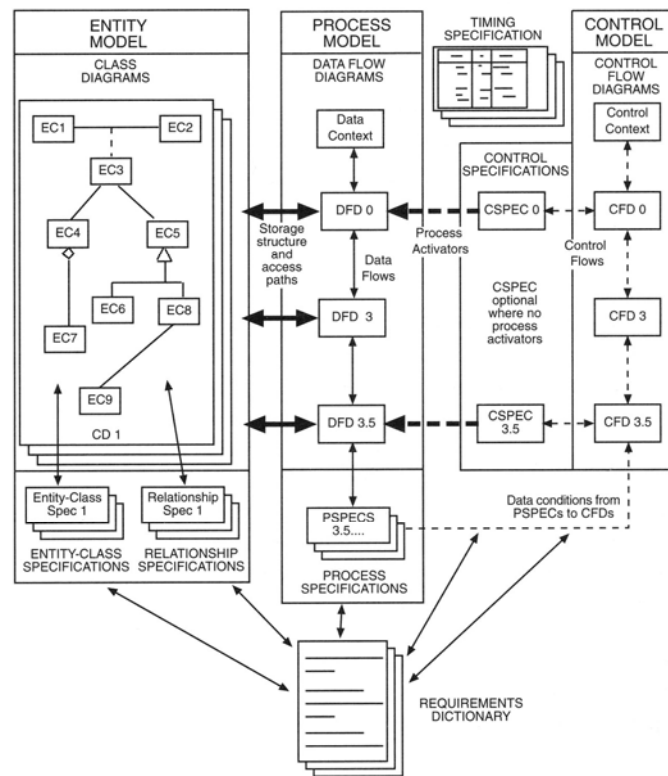 ENTITY
MODEL
CLASS
DIAGRAMS
EC1
EC2
EC3
EC4
EC5
EC6
EC8
EC7
EC9
CD 1
Entity-Class
Spec 1
Relationship
Spec 1
ENTITY-CLASS
SPECIFICATIONS
RELATIONSHIP
SPECIFICATIONS
Storage
structure
and
access
paths
PROCESS
MODEL
DATA FLOW
DIAGRAMS
Data
Context
DFD 0
Data
Flows
DFD 3
DFD 3.5
PSPECS
3.5....
PROCESS
SPECIFICATIONS
TIMING
SPECIFICATION
Process
Activators
CONTROL
SPECIFICATIONS
CSPEC 0
CSPEC
optional
where no
process
activators
CSPEC
3.5
CONTROL
MODEL
CONTROL
FLOW
DIAGRAMS
Control
Context
CFD 0
Control
Flows
CFD 3
CFD 3.5
Data conditions from
PSPECs to CFDs
REQUIREMENTS
DICTIONARY